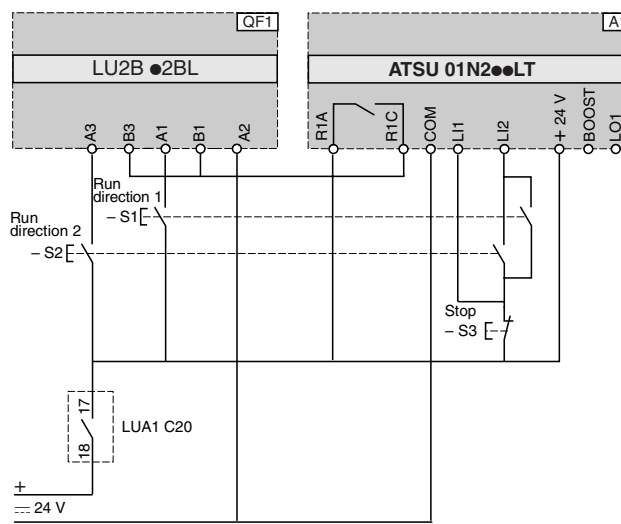 QF1
A1
LU2B ●2BL
ATSU 01N2●●LT
A3
B3
A1
B1
A2
R1A
R1C
COM
LI1
LI2
+ 24 V
BOOST
LO1
Run
direction 1
– S1
Run
direction 2
– S2
Stop
– S3
17
18
LUA1 C20
+
24 V